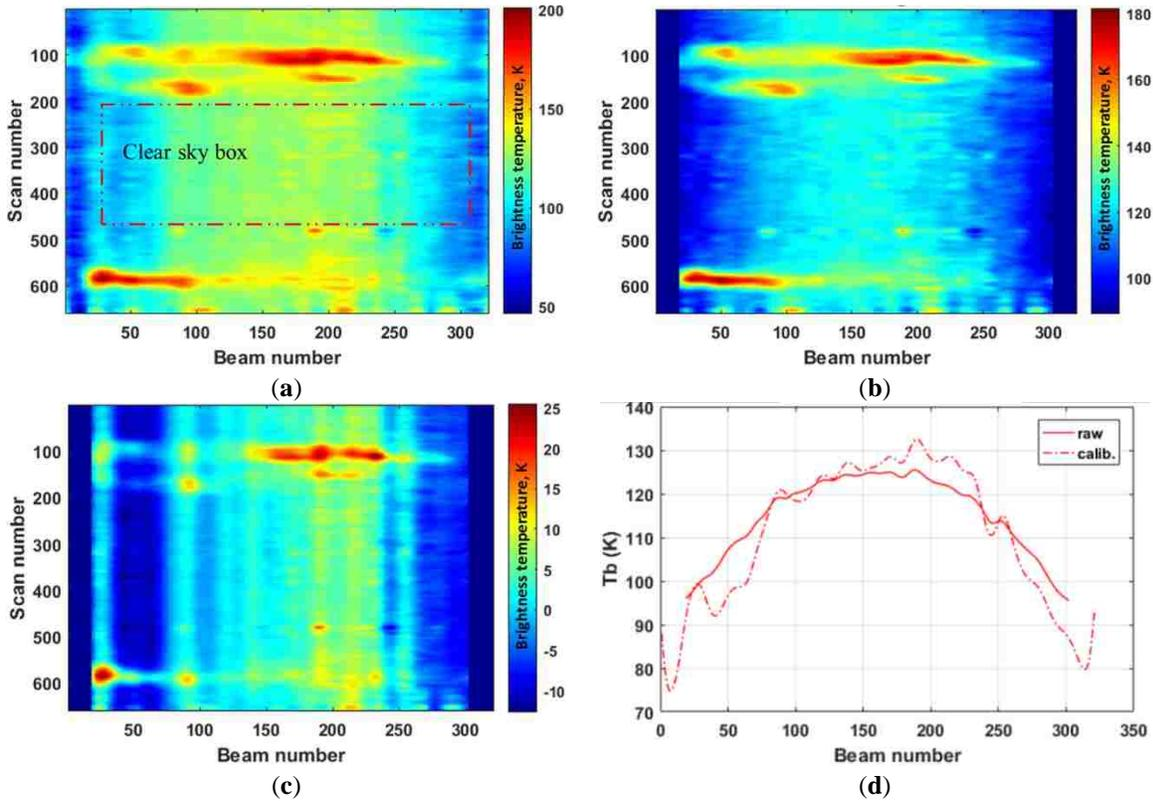 200
180
100
100
Scan number
200
300
400
500
600
Clear sky box
150
100
50
Brightness temperature, K
Scan number
200
300
400
500
600
160
140
120
100
Brightness temperature, K
50 100 150 200 250 300
50 100 150 200 250 300
Beam number
Beam number
(a)
(b)
100
200
300
400
500
600
Scan number
25
20
15
10
5
0
-5
-10
Brightness temperature, K
140
130
120
110
100
90
80
70
Tb (K)
raw
calib.
50 100 150 200 250 300
0 50 100 150 200 250 300 350
Beam number
Beam number
(c)
(d)